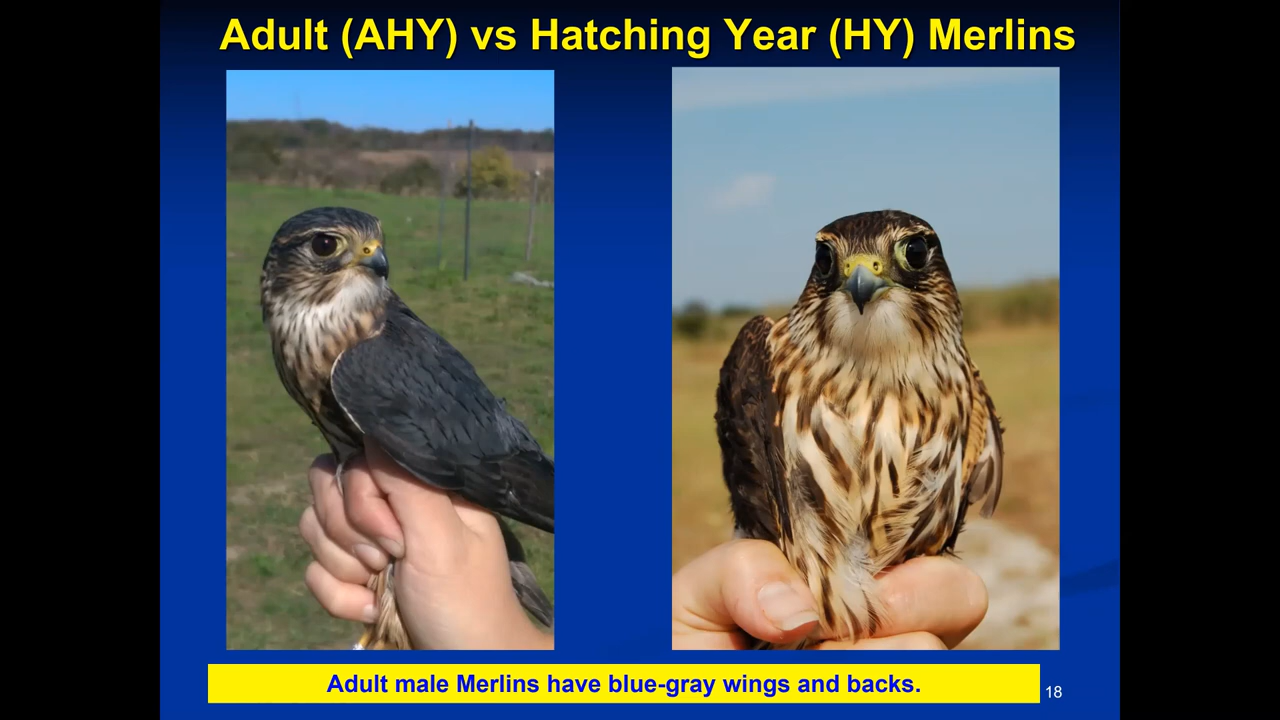 Adult (AHY) vs Hatching Year (HY) Merlins
Adult male Merlins have blue-gray wings and backs.
18